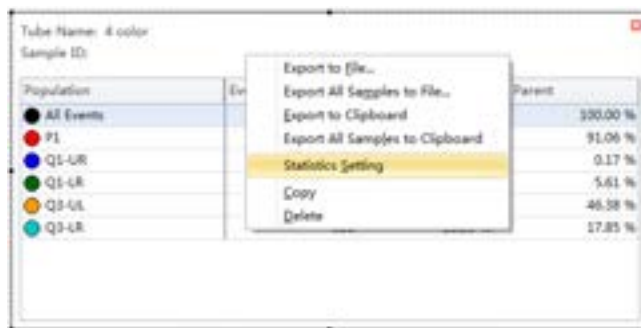 Tube Name: 4 color
Sample ID:
Population Parent
All Events 100.00 %
P1 91.06 %
Q1-UR 0.17 %
Q1-LR 5.61 %
Q3-UL 46.38 %
Q3-LR 17.85 %
Export to File...
Export All Samples to File...
Export to Clipboard
Export All Samples to Clipboard
Statistics Setting
Copy
Delete